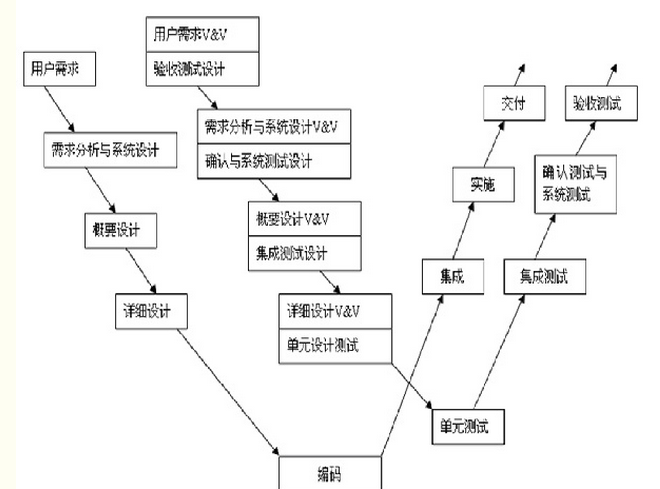 用户需求V&V
验收测试设计
用户需求
交付
验收测试
需求分析与系统设计V&V
确认与系统测试设计
需求分析与系统设计
实施
确认测试与
系统测试
概要设计V&V
集成测试设计
概要设计
集成
集成测试
详细设计V&V
单元设计测试
详细设计
单元测试
编码